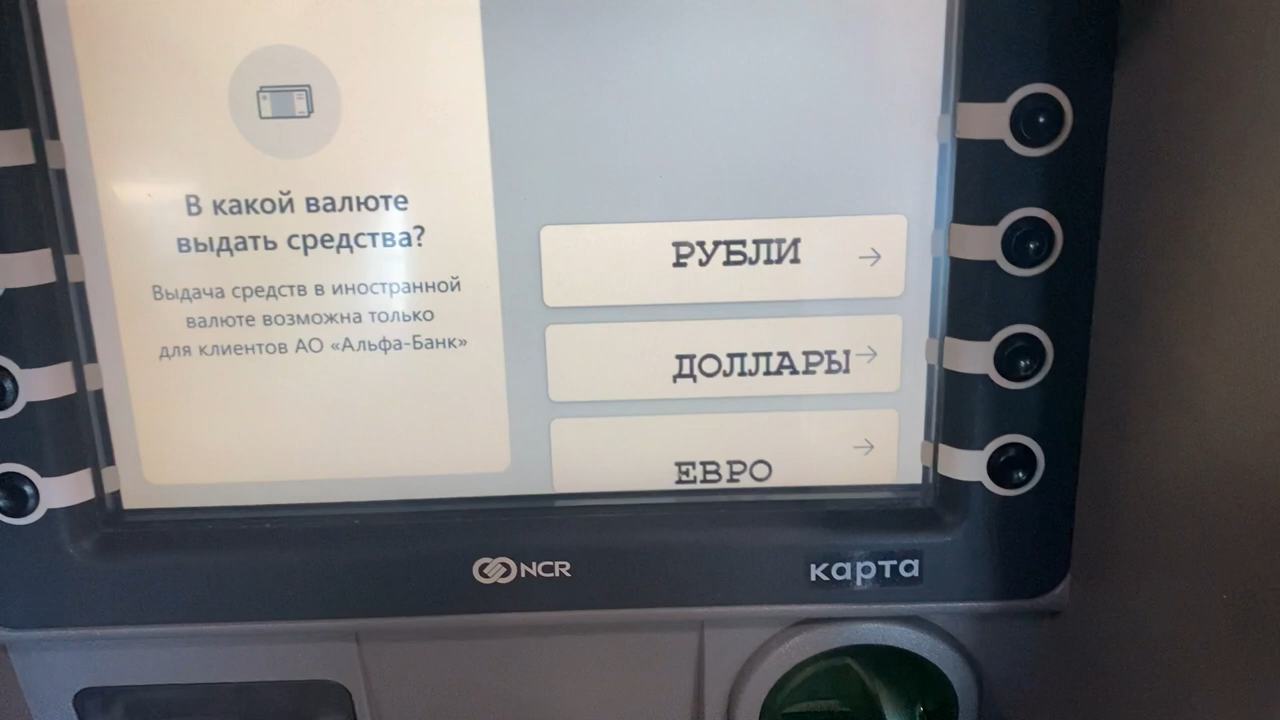 В какой валюте
выдать средства?
Выдача средств в иностранной
валюте возможна только
для клиентов АО «Альфа-Банк»
РУБЛИ
ДОЛЛАРЫ
ЕВРО
NCR
карта